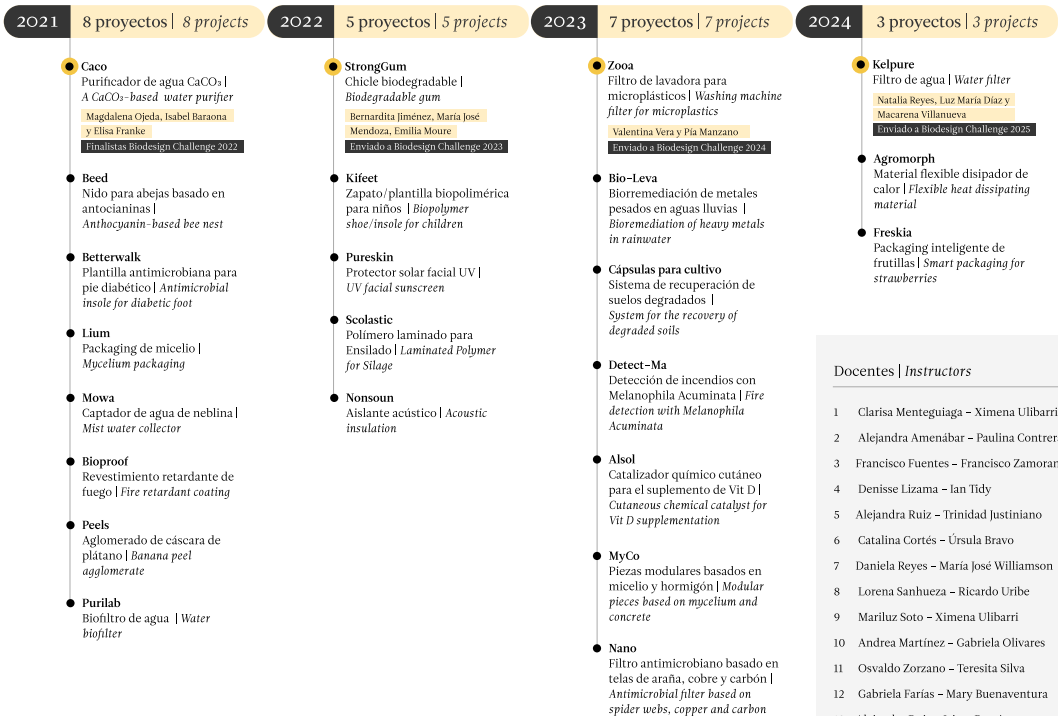 2021 8 proyectos | 8 projects
Caco
Purificador de agua CaCO₃ |
A CaCO₃-based water purifier
Magdalena Ojeda, Isabel Baraona
y Elisa Franke
Finalistas Biodesign Challenge 2022
Beed
Nido para abejas basado en
antocianinas |
Anthocyanin-based bee nest
Betterwalk
Plantilla antimicrobiana para
pie diabético | Antimicrobial
insole for diabetic foot
Lium
Packaging de micelio |
Mycelium packaging
Mowa
Captador de agua de neblina |
Mist water collector
Bioproof
Revestimiento retardante de
fuego | Fire retardant coating
Peels
Aglomerado de cáscara de
plátano | Banana peel
agglomerate
Purilab
Biofiltro de agua | Water
biofilter
2022 5 proyectos | 5 projects
StrongGum
Chicle biodegradable |
Biodegradable gum
Bernardita Jiménez, María José
Mendoza, Emilia Moure
Enviado a Biodesign Challenge 2023
Kifeet
Zapato/plantilla biopolimérica
para niños | Biopolymer
shoe/insole for children
Pureskin
Protector solar facial UV |
UV facial sunscreen
Scolastic
Polímero laminado para
Ensilado | Laminated Polymer
for Silage
Nonsoun
Aislante acústico | Acoustic
insulation
2023 7 proyectos | 7 projects
Zooa
Filtro de lavadora para
microplásticos | Washing machine
filter for microplastics
Valentina Vera y Pía Manzano
Enviado a Biodesign Challenge 2024
Bio-Leva
Biorremediación de metales
pesados en aguas lluvias |
Bioremediation of heavy metals
in rainwater
Cápsulas para cultivo
Sistema de recuperación de
suelos degradados |
System for the recovery of
degraded soils
Detect-Ma
Detección de incendios con
Melanophila Acuminata | Fire
detection with Melanophila
Acuminata
Alsol
Catalizador químico cutáneo
para el suplemento de Vit D |
Cutaneous chemical catalyst for
Vit D supplementation
MyCo
Piezas modulares basados en
micelio y hormigón | Modular
pieces based on mycelium and
concrete
Nano
Filtro antimicrobiano basado en
telas de araña, cobre y carbón |
Antimicrobial filter based on
spider webs, copper and carbon
2024 3 proyectos | 3 projects
Kelpure
Filtro de agua | Water filter
Natalia Reyes, Luz María Díaz y
Macarena Villanueva
Enviado a Biodesign Challenge 2025
Agromorph
Material flexible disipador de
calor | Flexible heat dissipating
material
Freskia
Packaging inteligente de
frutillas | Smart packaging for
strawberries
Docentes | Instructors
1 Clarisa Menteguiaga – Ximena Ulibarri
2 Alejandra Amenábar – Paulina
3 Francisco Fuentes – Francisco
4 Denisse Lizama – Ian Tidy
5 Alejandra Ruiz – Trinidad Justiniano
6 Catalina Cortés – Úrsula Bravo
7 Daniela Reyes – María José Williamson
8 Lorena Sanhueza – Ricardo Uribe
9 Mariluz Soto – Ximena Ulibarri
10 Andrea Martínez – Gabriela Olivares
11 Osvaldo Zorzano – Teresita Silva
12 Gabriela Farías – Mary Buenaventura